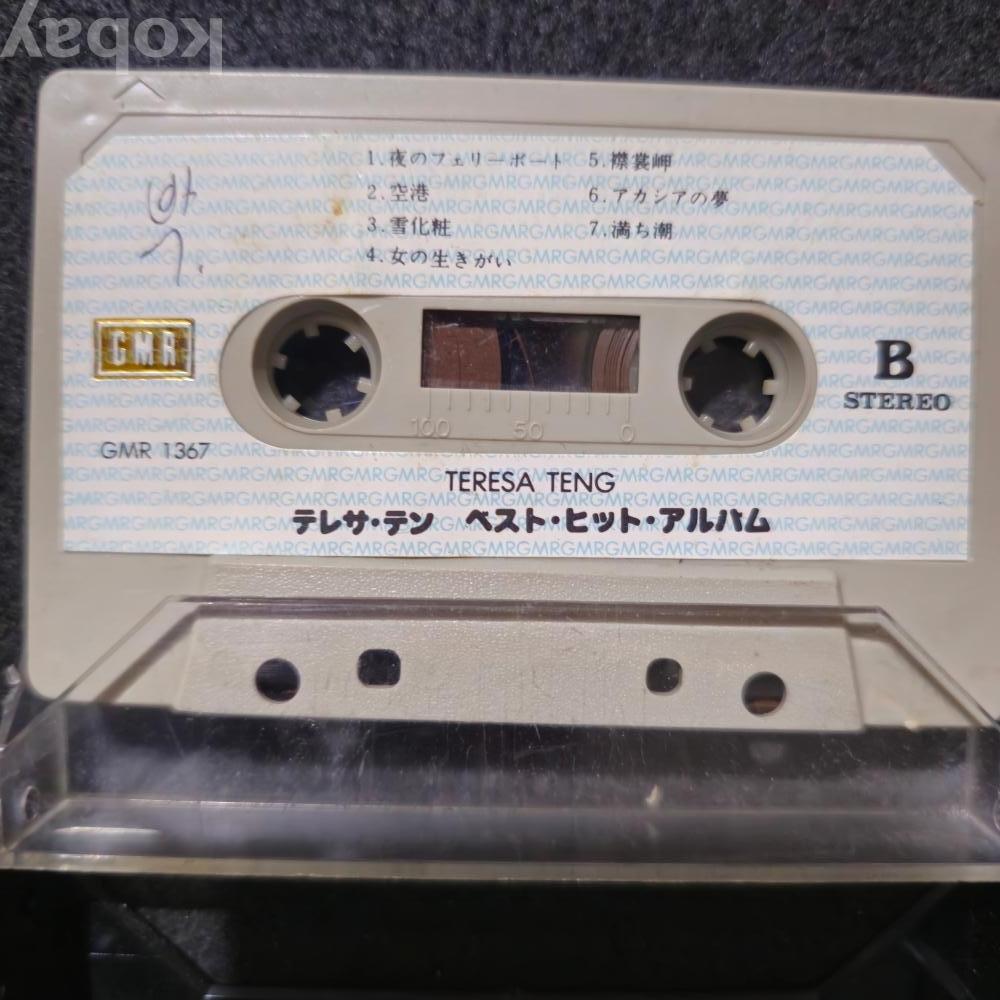 kobay
1.夜のフェリーボート
2.空港
3.雪化粧
4.女の生きがい
5.襟裳岬
6.アカシアの夢
7.満ち潮
GMR
B
STEREO
GMR 1367
100 50 0
TERESA TENG
テレサ・テン ベスト・ヒット・アルバム